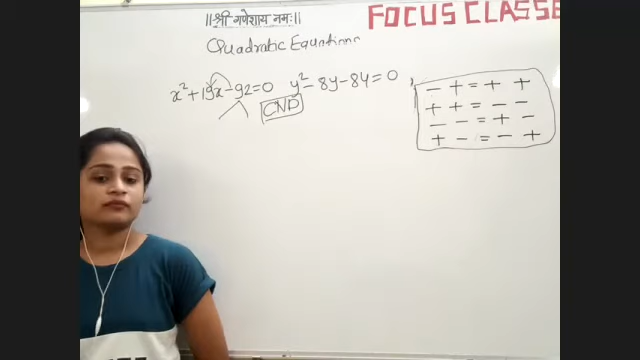 ||श्री गणेशाय नमः||
FOCUS CLASSE
Quadratic Equations
x²+19x-92=0 y²-8y-84=0,
CND
- + = + +
+ + = - -
- - = + -
+ - = - +